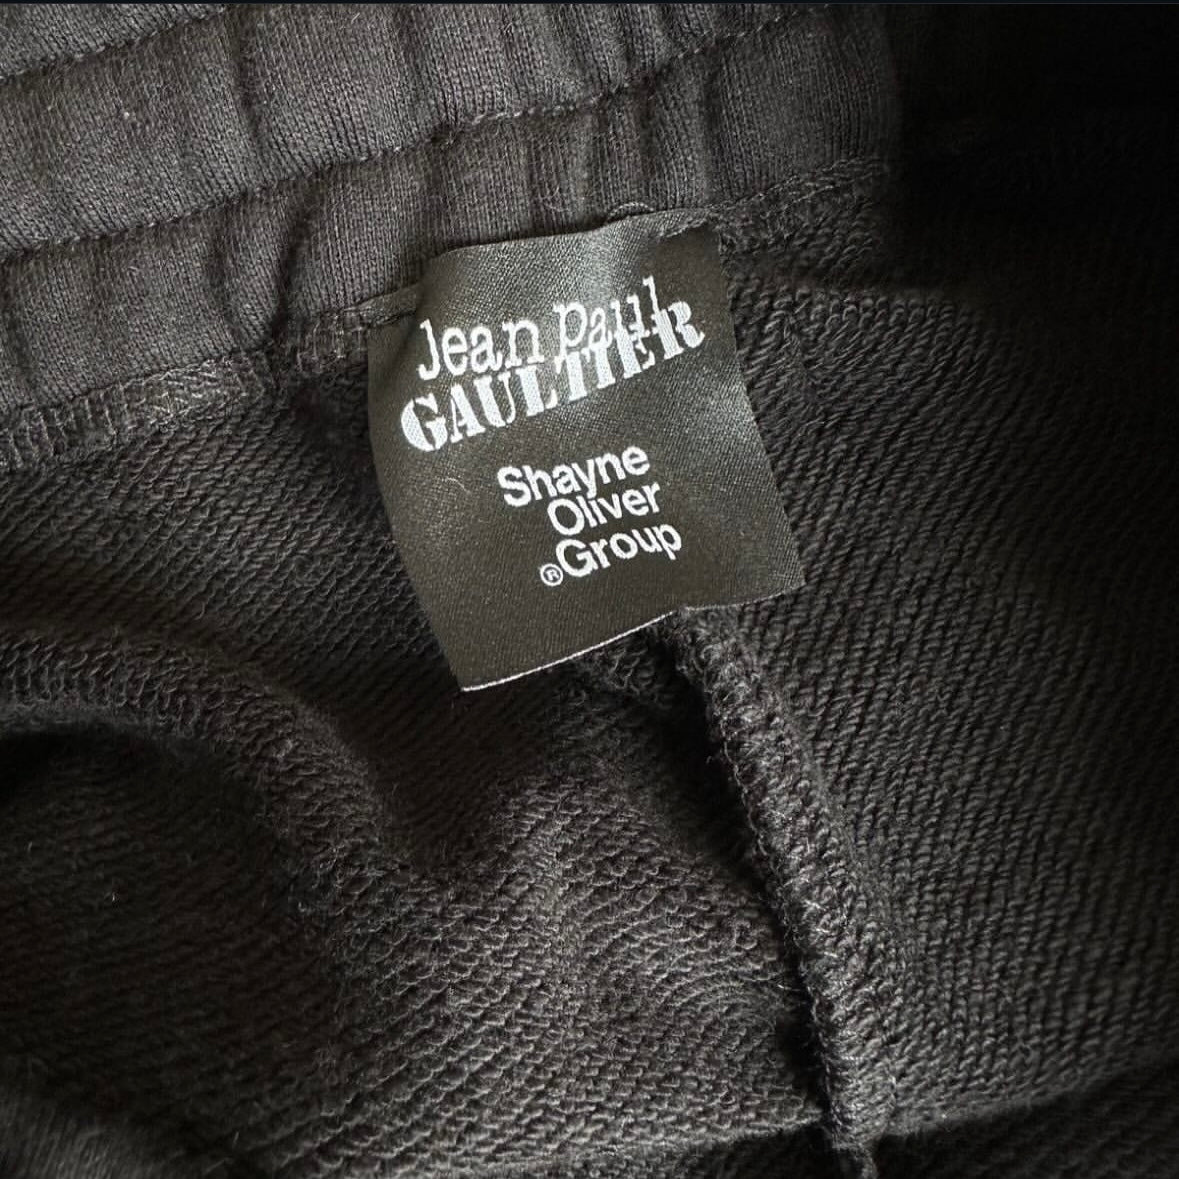 Jean Paul
GAULTIER
Shayne
Oliver
®Group